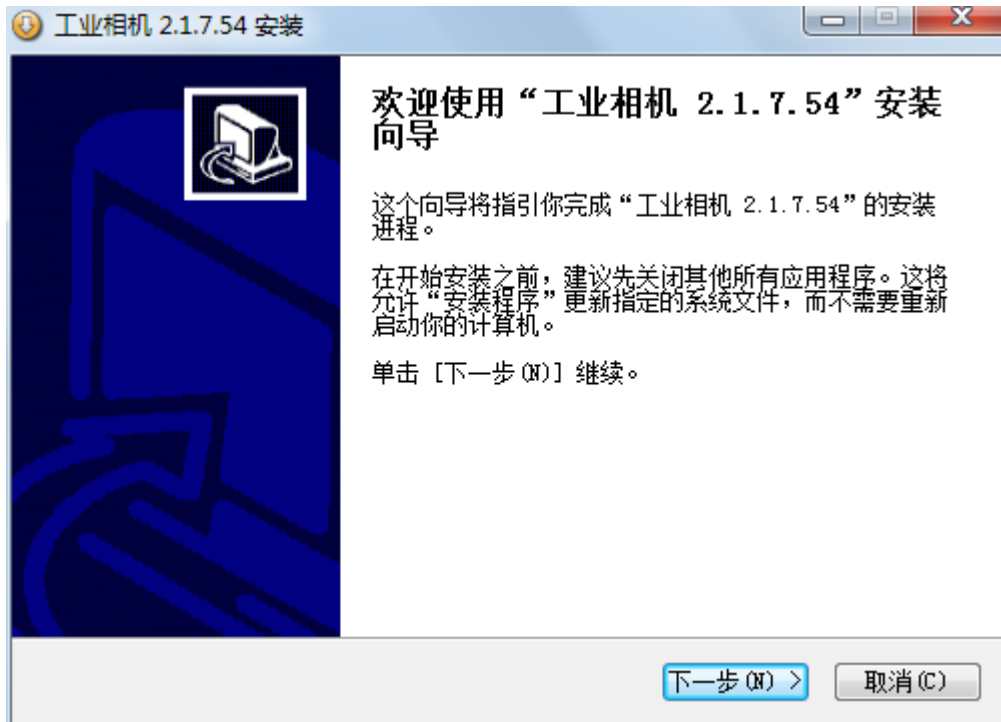 工业相机 2.1.7.54 安装
欢迎使用“工业相机 2.1.7.54”安装
向导
这个向导将指引你完成“工业相机 2.1.7.54”的安装
进程。
在开始安装之前，建议先关闭其他所有应用程序。这将
允许“安装程序”更新指定的系统文件，而不需要重新
启动你的计算机。
单击 [下一步(N)] 继续。
下一步(N) >
取消(C)